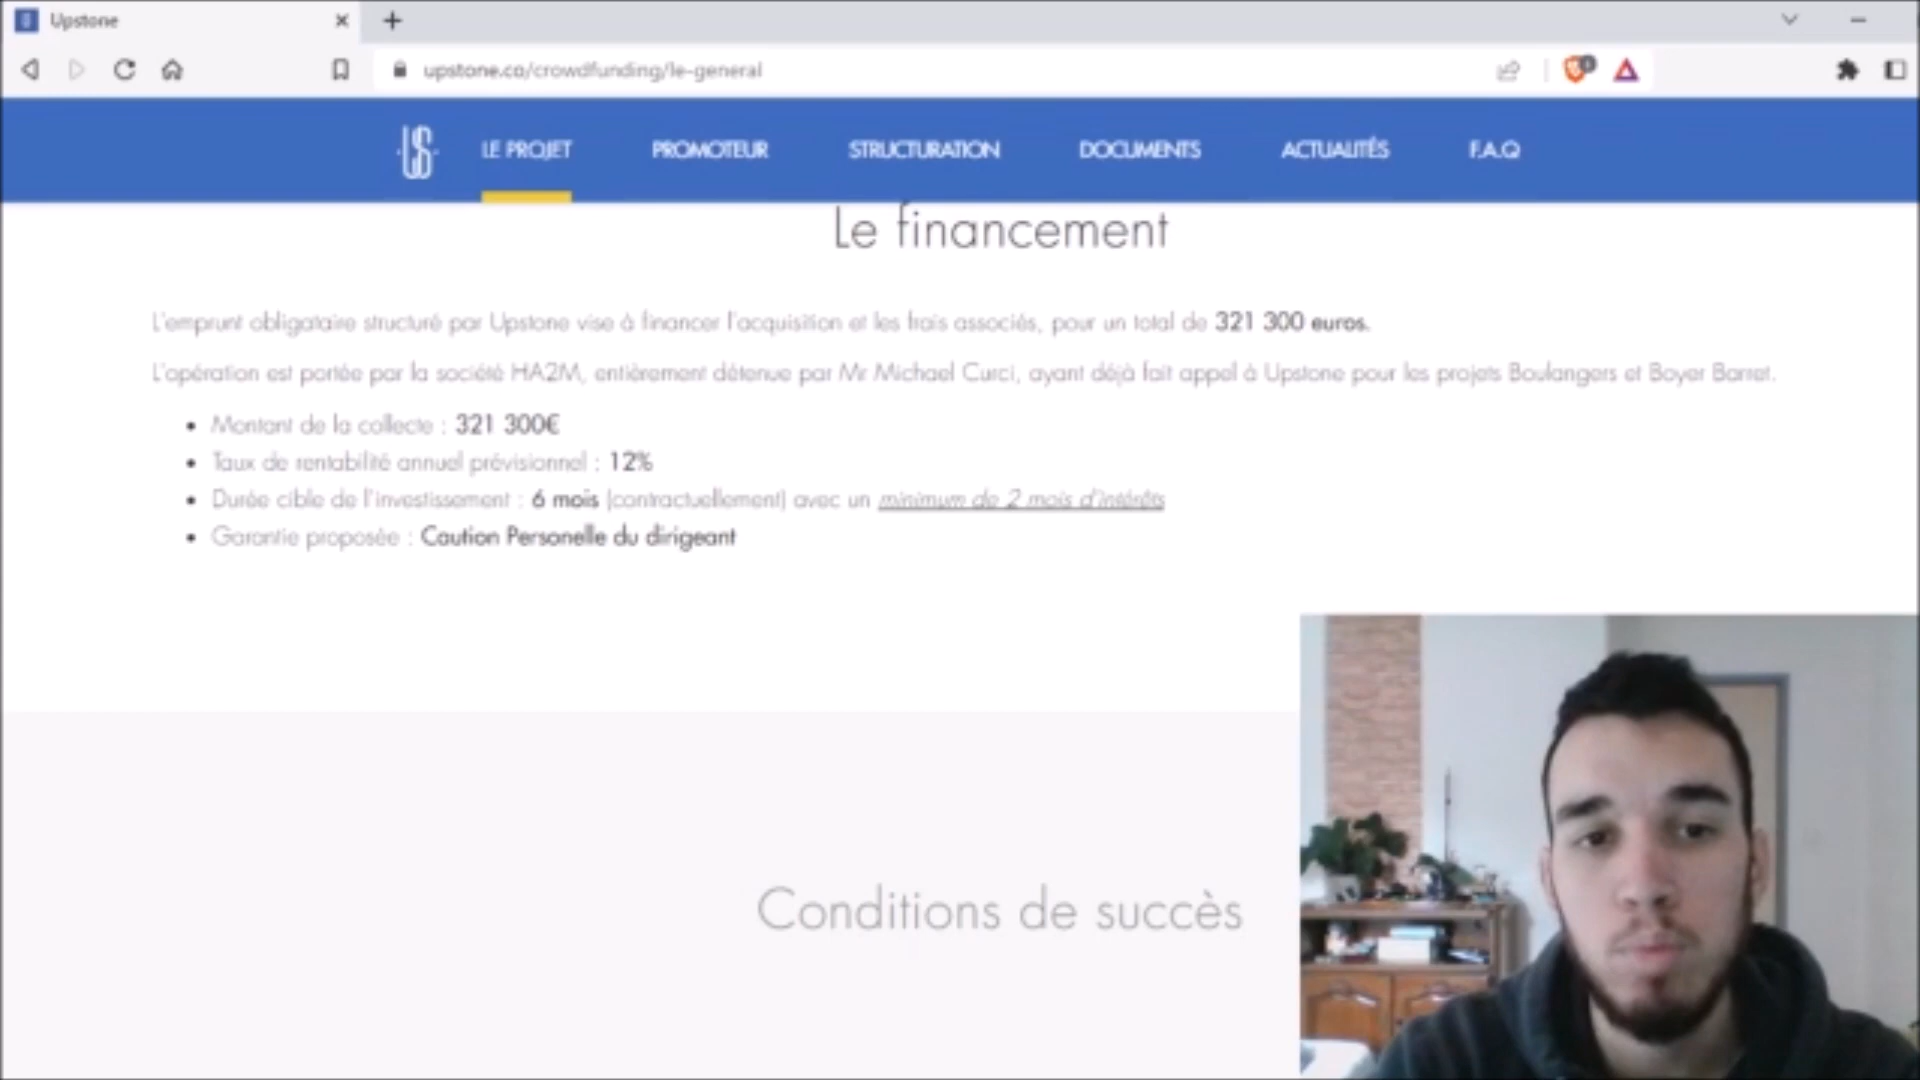 Upstone
upstone.co/crowdfunding/le-general
US LE PROJET PROMOTEUR STRUCTURATION DOCUMENTS ACTUALITÉS F.A.Q
Le financement
L'emprunt obligataire structuré par Upstone vise à financer l'acquisition et les frais associés, pour un total de 321 300 euros.
L'opération est portée par la société HA2M, entièrement détenue par Mr Michael Curci, ayant déjà fait appel à Upstone pour les projets Boulangers et Boyer Barret.
• Montant de la collecte : 321 300€
• Taux de rentabilité annuel prévisionnel : 12%
• Durée cible de l'investissement : 6 mois (contractuellement) avec un minimum de 2 mois d'intérêts
• Garantie proposée : Caution Personelle du dirigeant
Conditions de succès